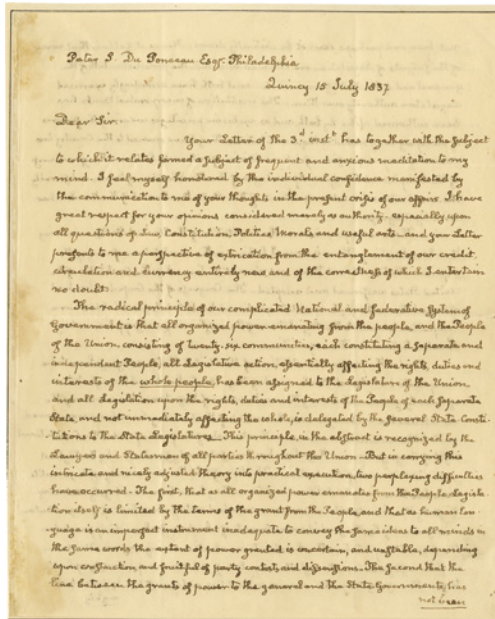 Peter S. Du Ponceau Esqr. Philadelphia
Quincy 15 July 1837
Dear Sir.
Your Letter of the 3d. instt. has together with the subject
to which it relates formed a subject of frequent and anxious meditation to my
mind. I feel myself honoured by the individual confidence manifested by
the communication to me of your thoughts in the present crisis of our affairs. I have
great respect for your opinions considered merely as authority. especially upon
all questions of Law, Constitution, Politics, Morals and useful arts—and your Letter
presents to me a perspective of extrication from the entanglement of our credit
circulation and currency entirely new and of the correctness of which I entertain
no doubt.
The radical principle of our complicated National and federative System of
Government is that all organized power emanating from the people, and the People
of the Union, consisting of twenty-six communities, each constituting a separate and
independent People, all Legislative action, essentially affecting the rights, duties and
interests of the whole people, has been assigned to the Legislature of the Union
and all Legislation upon the rights, duties and interests of the People of each separate
State, and not immediately affecting the whole, is delegated by the several State Consti-
tutions to the State Legislatures—This principle, in the abstract is recognized by the
Lawyers and Statesmen of all parties throughout this Union—But in carrying this
intricate and nicely adjusted theory into practical execution, two perplexing difficulties
have occurred—The first, that as all organized power emanates from the People, Legisla-
tion itself is limited by the terms of the grant from the People, and that as human lan-
guage is an imperfect instrument inadequate to convey the same ideas to all minds in
the same words the extent of power granted is uncertain, and unstable, depending
upon construction and fruitful of party contests and dissensions—The second that the
line between the grants of power to the general and the State Governments, has
not been